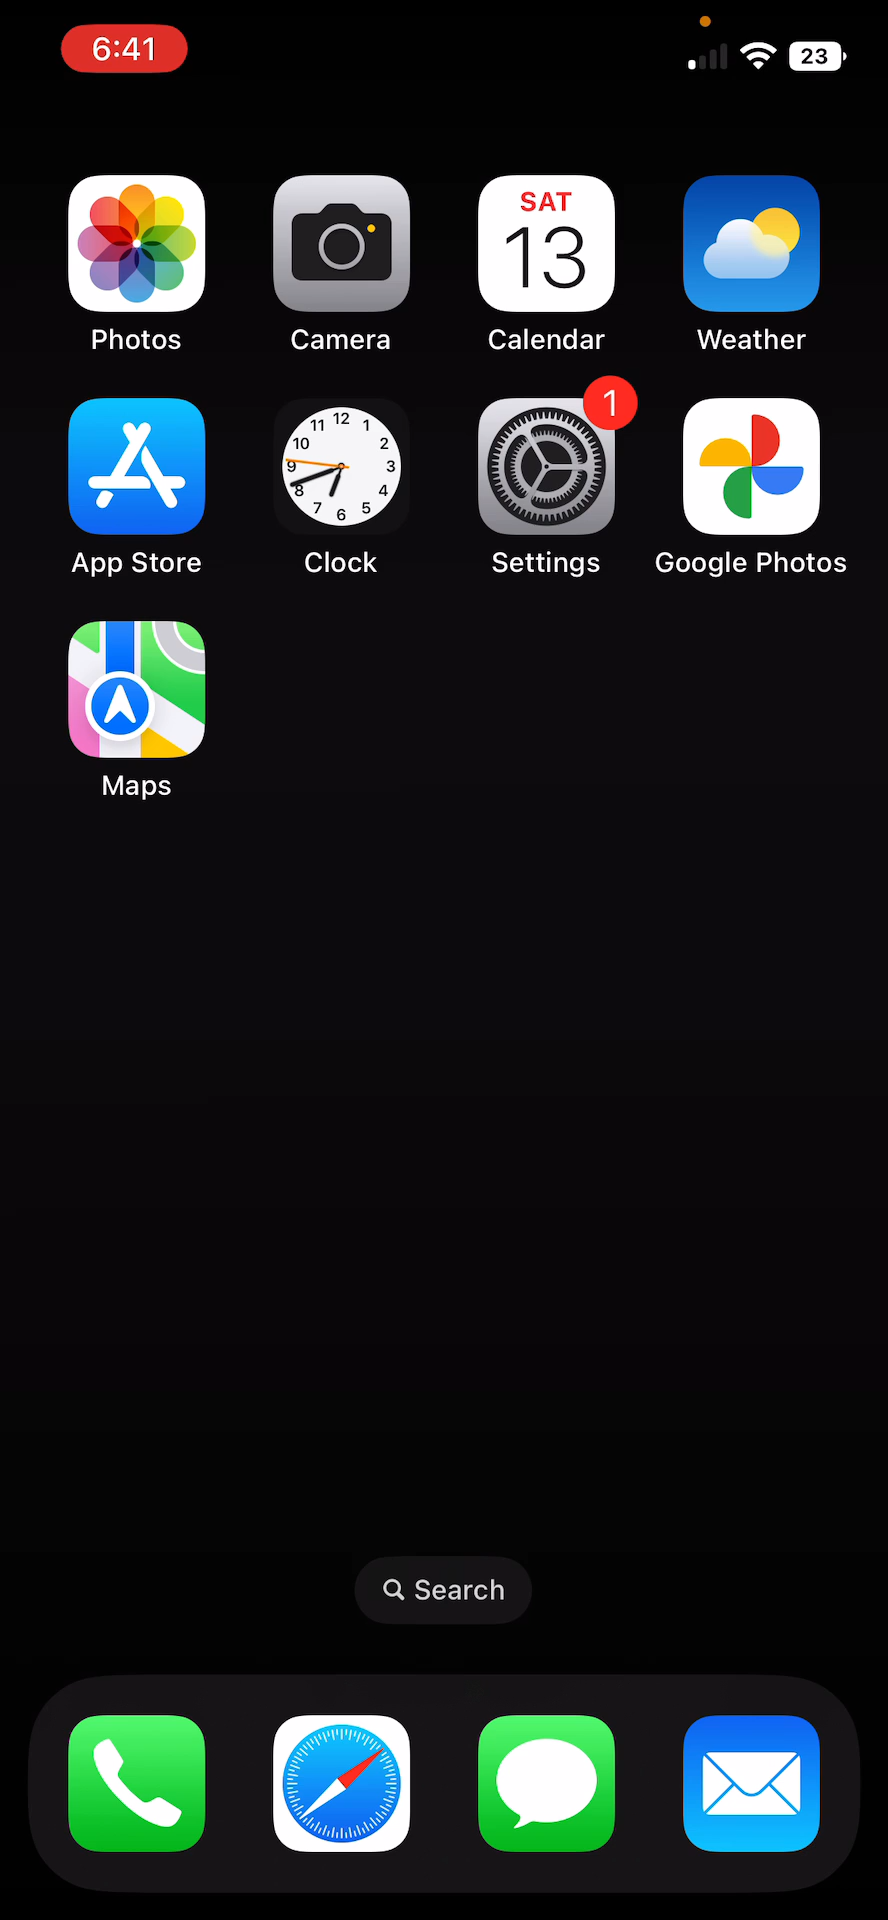 6:41
23
SAT
13
Photos
Camera
Calendar
Weather
12
11 1
10 2
9 3
8 4
7 5
6
1
App Store
Clock
Settings
Google Photos
Maps
Search